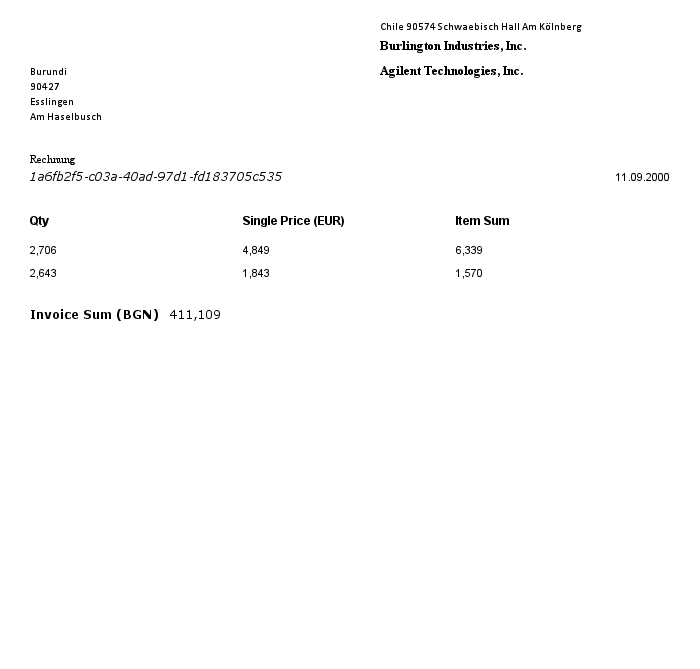 Chile 90574 Schwaebisch Hall Am Kölnberg
Burlington Industries, Inc.
Agilent Technologies, Inc.
Burundi
90427
Esslingen
Am Haselbusch
Rechnung
1a6fb2f5-c03a-40ad-97d1-fd183705c535
11.09.2000
Qty Single Price (EUR) Item Sum
2,706 4,849 6,339
2,643 1,843 1,570
Invoice Sum (BGN) 411,109